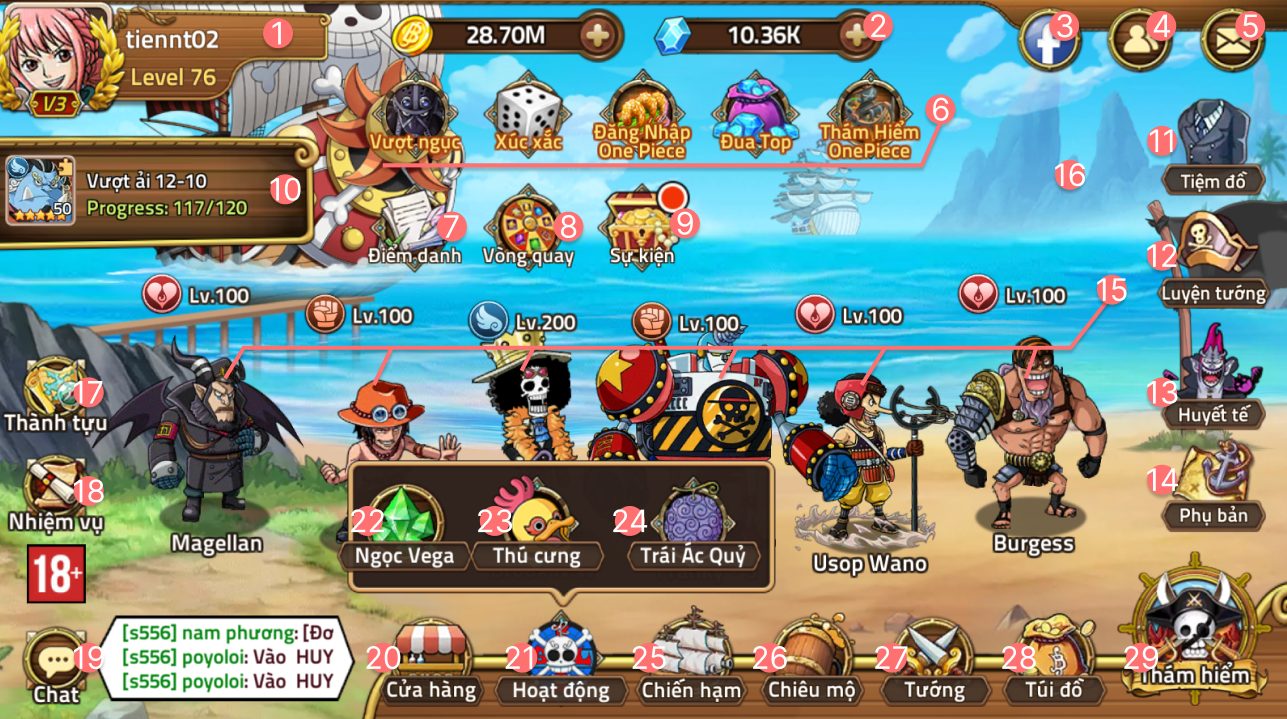 1
tiennt02
Level 76
V3
28.70M
10.36K
2
3
4
5
Vượt ngục
Xúc xắc
Đăng Nhập
One Piece
Đua Top
Thám Hiểm
OnePiece
6
11
Tiệm đồ
Vượt ải 12-10
Progress: 117/120
50
10
16
7
Điểm danh
8
Vòng quay
9
Sự kiện
12
Luyện tướng
15
Lv.100
Lv.100
Lv.200
Lv.100
Lv.100
Lv.100
13
Huyết tế
17
Thành tựu
14
Phụ bản
18
Nhiệm vụ
Magellan
22
Ngọc Vega
23
Thú cưng
24
Trái Ác Quỷ
Usop Wano
Burgess
18+
[s556] nam phương: [Đơ
[s556] poyoloi: Vào HUY
[s556] poyoloi: Vào HUY
19
Chat
20
Cửa hàng
21
Hoạt động
25
Chiến hạm
26
Chiêu mộ
27
Tướng
28
Túi đồ
29
Thám hiểm